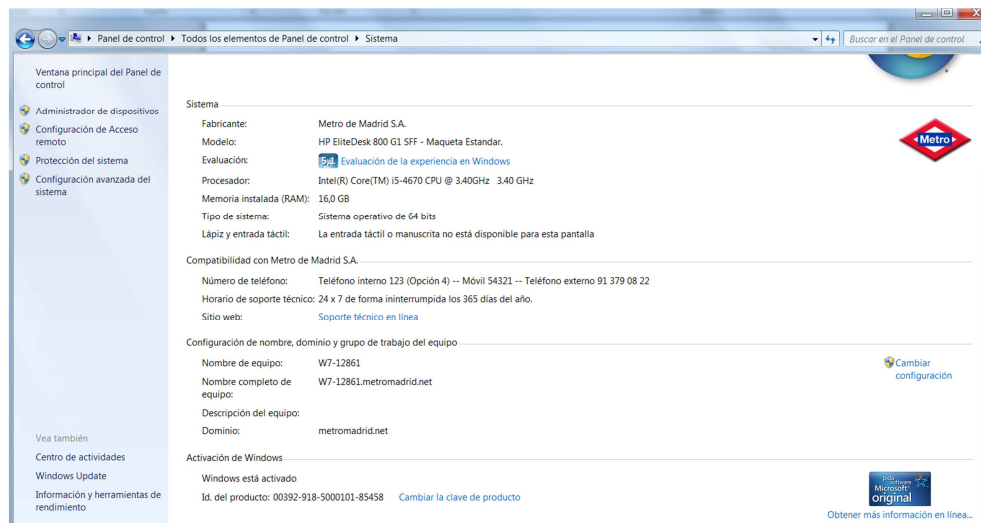 Panel de control ▸ Todos los elementos de Panel de control ▸ Sistema
Buscar en el Panel de control
Ventana principal del Panel de
control
Administrador de dispositivos
Configuración de Acceso
remoto
Protección del sistema
Configuración avanzada del
sistema
Vea también
Centro de actividades
Windows Update
Información y herramientas de
rendimiento
Sistema
Fabricante: Metro de Madrid S.A.
Modelo: HP EliteDesk 800 G1 SFF - Maqueta Estandar.
Evaluación: Evaluación de la experiencia en Windows
Procesador: Intel(R) Core(TM) i5-4670 CPU @ 3.40GHz 3.40 GHz
Memoria instalada (RAM): 16,0 GB
Tipo de sistema: Sistema operativo de 64 bits
Lápiz y entrada táctil: La entrada táctil o manuscrita no está disponible para esta pantalla
Metro
Compatibilidad con Metro de Madrid S.A.
Número de teléfono: Teléfono interno 123 (Opción 4) -- Móvil 54321 -- Teléfono externo 91 379 08 22
Horario de soporte técnico: 24 x 7 de forma ininterrumpida los 365 días del año.
Sitio web: Soporte técnico en línea
Configuración de nombre, dominio y grupo de trabajo del equipo
Nombre de equipo: W7-12861
Cambiar
configuración
Nombre completo de W7-12861.metromadrid.net
equipo:
Descripción del equipo:
Dominio: metromadrid.net
Activación de Windows
Windows está activado
Id. del producto: 00392-918-5000101-85458 Cambiar la clave de producto
pida
software
Microsoft
original
Obtener más información en línea...